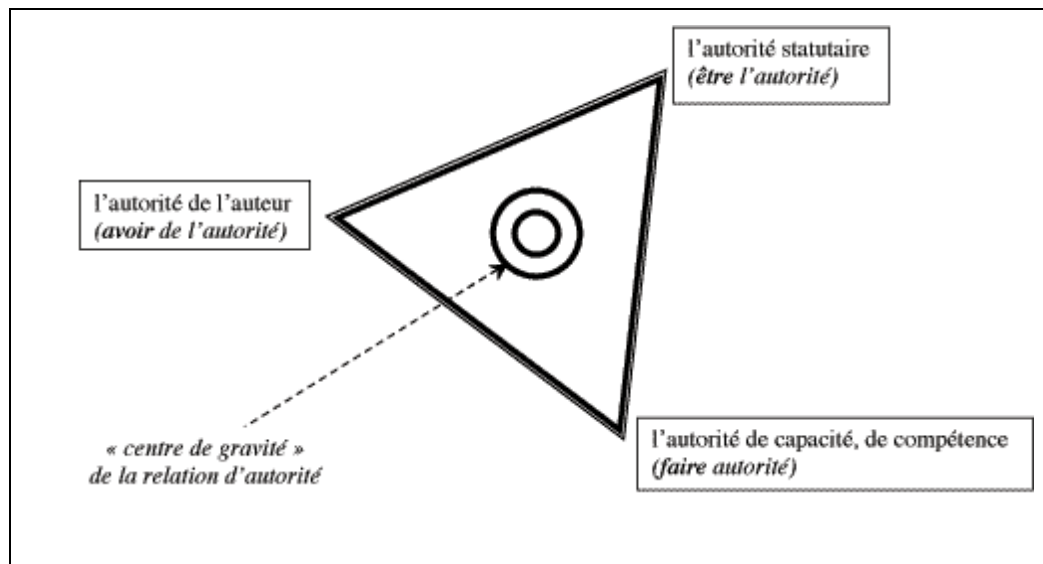 l'autorité statutaire
(être l'autorité)
l'autorité de l'auteur
(avoir de l'autorité)
« centre de gravité »
de la relation d'autorité
l'autorité de capacité, de compétence
(faire autorité)